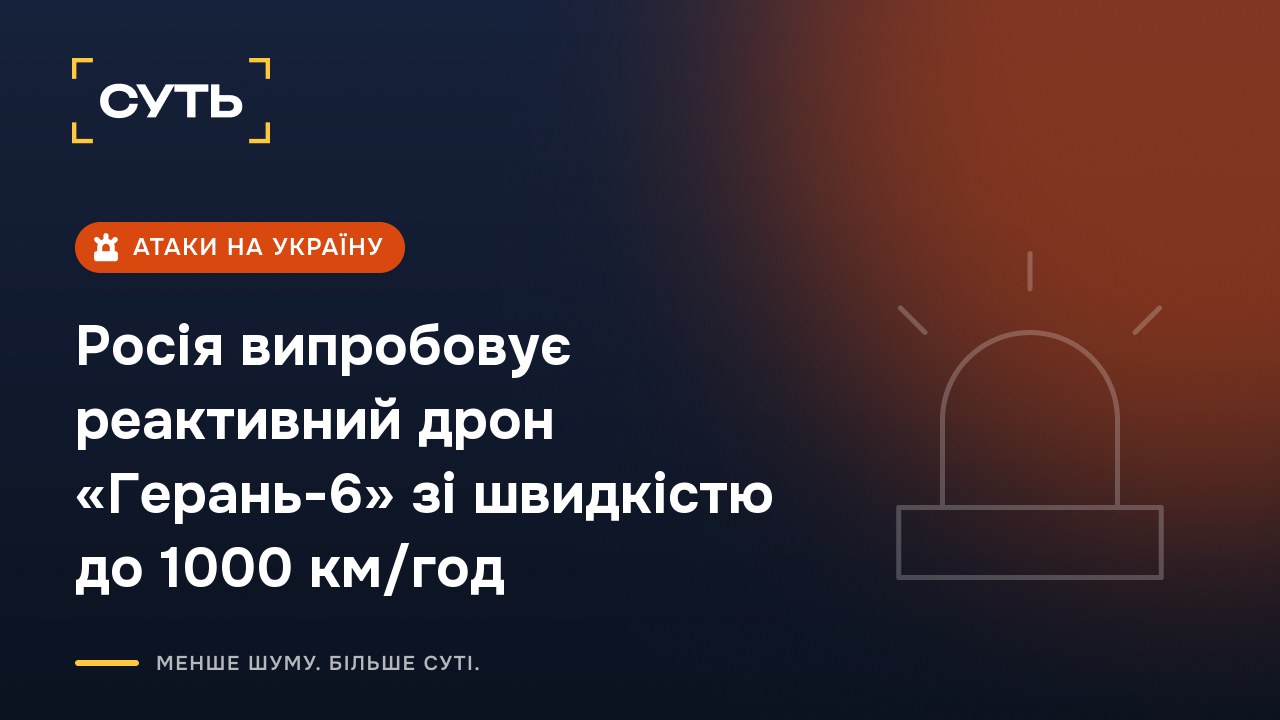 СУТЬ
АТАКИ НА УКРАЇНУ
Росія випробовує
реактивний дрон
«Герань-6» зі швидкістю
до 1000 км/год
МЕНШЕ ШУМУ. БІЛЬШЕ СУТІ.